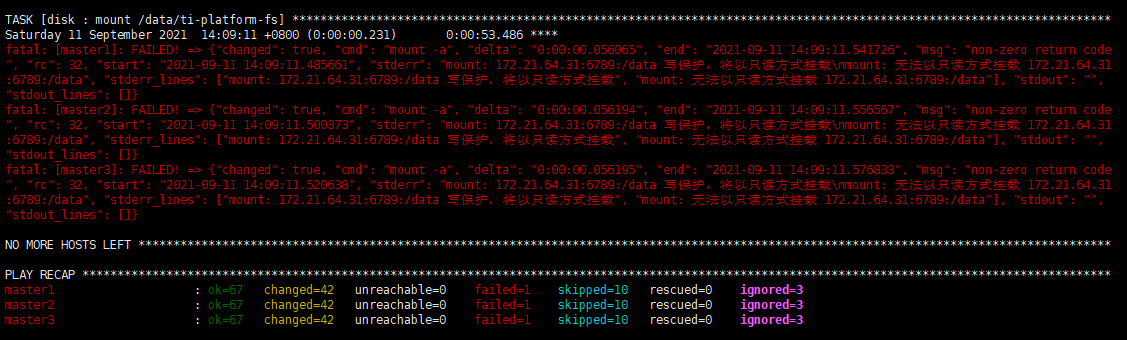 TASK [disk : mount /data/ti-platform-fs] *********************************************************************************************************************
Saturday 11 September 2021  14:09:11 +0800 (0:00:00.231)       0:00:53.486 ****
fatal: [master1]: FAILED! => {"changed": true, "cmd": "mount -a", "delta": "0:00:00.056065", "end": "2021-09-11 14:09:11.541726", "msg": "non-zero return code
", "rc": 32, "start": "2021-09-11 14:09:11.485661", "stderr": "mount: 172.21.64.31:6789:/data 写保护，将以只读方式挂载\nmount: 无法以只读方式挂载 172.21.64.31
:6789:/data", "stderr_lines": ["mount: 172.21.64.31:6789:/data 写保护，将以只读方式挂载", "mount: 无法以只读方式挂载 172.21.64.31:6789:/data"], "stdout": "",
"stdout_lines": []}
fatal: [master2]: FAILED! => {"changed": true, "cmd": "mount -a", "delta": "0:00:00.056194", "end": "2021-09-11 14:09:11.556567", "msg": "non-zero return code
", "rc": 32, "start": "2021-09-11 14:09:11.500373", "stderr": "mount: 172.21.64.31:6789:/data 写保护，将以只读方式挂载\nmount: 无法以只读方式挂载 172.21.64.31
:6789:/data", "stderr_lines": ["mount: 172.21.64.31:6789:/data 写保护，将以只读方式挂载", "mount: 无法以只读方式挂载 172.21.64.31:6789:/data"], "stdout": "",
"stdout_lines": []}
fatal: [master3]: FAILED! => {"changed": true, "cmd": "mount -a", "delta": "0:00:00.056195", "end": "2021-09-11 14:09:11.576833", "msg": "non-zero return code
", "rc": 32, "start": "2021-09-11 14:09:11.520638", "stderr": "mount: 172.21.64.31:6789:/data 写保护，将以只读方式挂载\nmount: 无法以只读方式挂载 172.21.64.31
:6789:/data", "stderr_lines": ["mount: 172.21.64.31:6789:/data 写保护，将以只读方式挂载", "mount: 无法以只读方式挂载 172.21.64.31:6789:/data"], "stdout": "",
"stdout_lines": []}
NO MORE HOSTS LEFT *******************************************************************************************************************************************
PLAY RECAP ***************************************************************************************************************************************************
master1                    : ok=67   changed=42   unreachable=0    failed=1    skipped=10   rescued=0    ignored=3
master2                    : ok=67   changed=42   unreachable=0    failed=1    skipped=10   rescued=0    ignored=3
master3                    : ok=67   changed=42   unreachable=0    failed=1    skipped=10   rescued=0    ignored=3